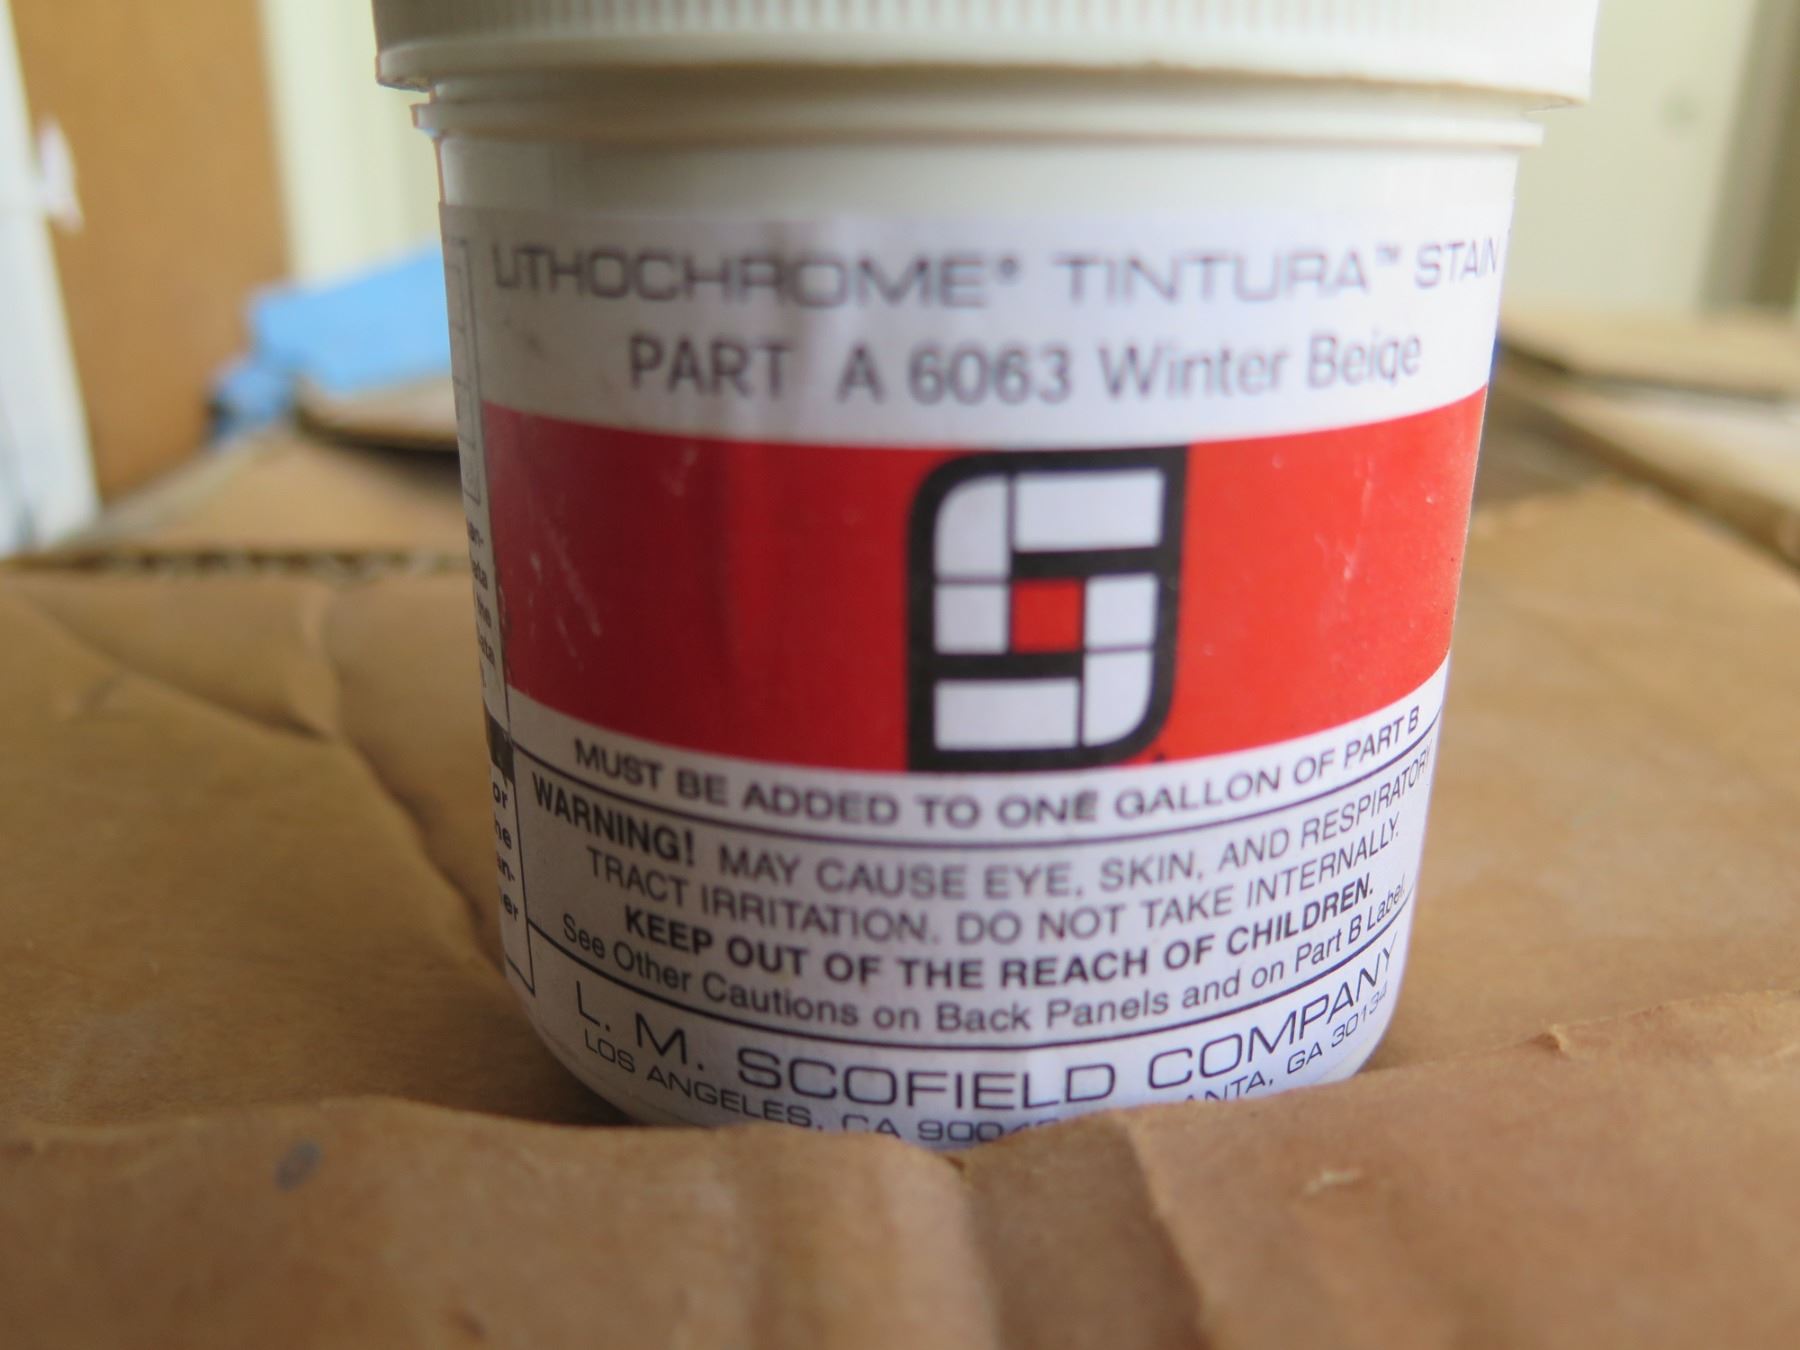 LITHOCHROME® TINTURA™ STAIN
PART A 6063 Winter Beige
MUST BE ADDED TO ONE GALLON OF PART B
WARNING! MAY CAUSE EYE, SKIN, AND RESPIRATORY
TRACT IRRITATION. DO NOT TAKE INTERNALLY.
KEEP OUT OF THE REACH OF CHILDREN.
See Other Cautions on Back Panels and on Part B Label.
L. M. SCOFIELD COMPANY
LOS ANGELES, CA GA 30134